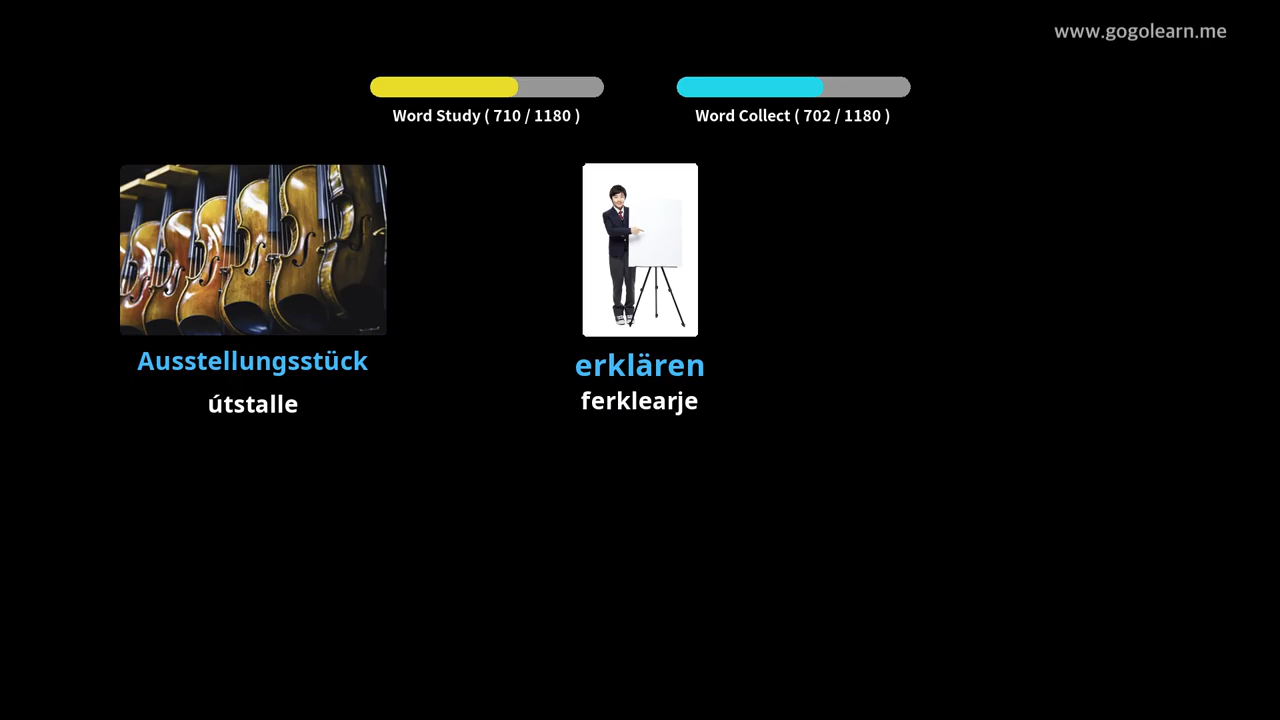 www.gogolearn.me
Word Study ( 710 / 1180 )
Word Collect ( 702 / 1180 )
Ausstellungsstück
útstalle
erklären
ferklearje